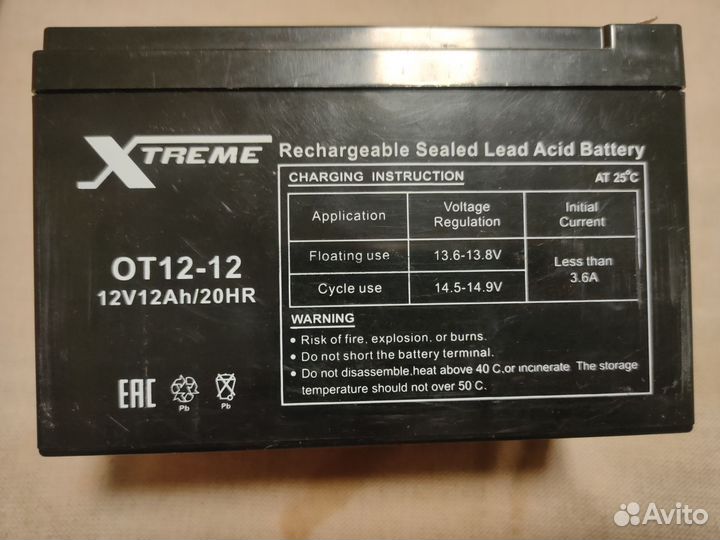 XTREME
Rechargeable Sealed Lead Acid Battery
CHARGING INSTRUCTION AT 25°C
Application Voltage Regulation Initial Current
Floating use 13.6-13.8V Less than 3.6A
Cycle use 14.5-14.9V
OT12-12
12V12Ah/20HR
WARNING
• Risk of fire, explosion, or burns.
• Do not short the battery terminal.
• Do not disassemble,heat above 40 C,or incinerate The storage
temperature should not over 50 C.
EAC
Pb
Pb
Avito